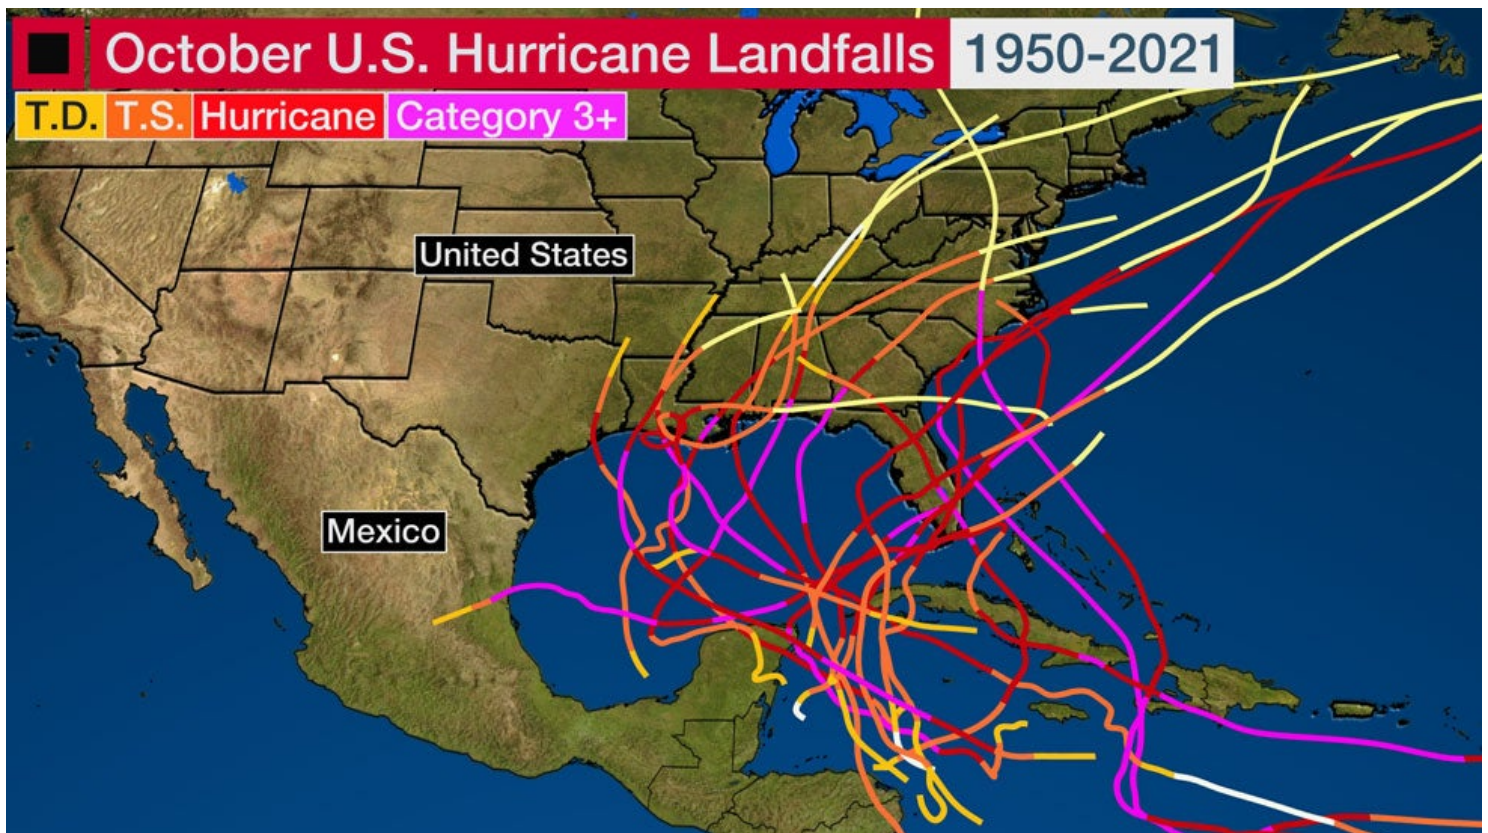 October U.S. Hurricane Landfalls 1950-2021
T.D. T.S. Hurricane Category 3+
United States
Mexico